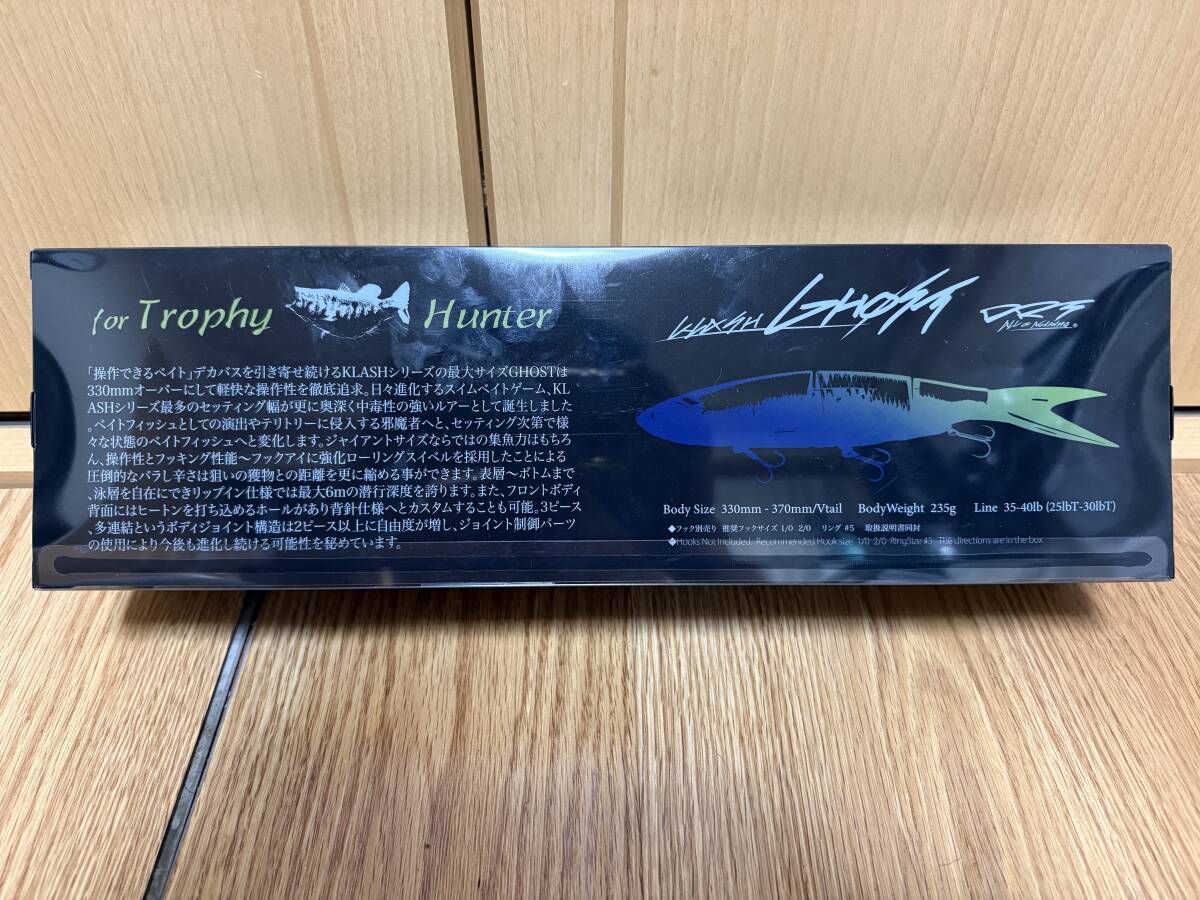 for Trophy Hunter
「操作できるベイト」デカバスを引き寄せ続けるKLASHシリーズの最大サイズGHOSTは
330mmオーバーにして軽快な操作性を徹底追求。日々進化するスイムベイトゲーム、KL
ASHシリーズ最多のセッティング幅が更に奥深く中毒性の強いルアーとして誕生しました
。ベイトフィッシュとしての演出やテリトリーに侵入する邪魔者へと、セッティング次第で様
々な状態のベイトフィッシュへと変化します。ジャイアントサイズならではの集魚力はもちろ
ん、操作性とフッキング性能〜フックアイに強化ローリングスイベルを採用したことによる
圧倒的なバラし辛さは狙いの獲物との距離を更に縮める事ができます。表層〜ボトムまで
、泳層を自在にできリップイン仕様では最大6mの潜行深度を誇ります。また、フロントボディ
背面にはヒートンを打ち込めるホールがあり背針仕様へとカスタムすることも可能。3ピース
、多連結というボディジョイント構造は2ピース以上に自由度が増し、ジョイント制御パーツ
の使用により今後も進化し続ける可能性を秘めています。
KLASH GHOST DRT
Body Size 330mm - 370mm/Vtail BodyWeight 235g Line 35-40lb (25lbT-30lbT)
◆フック別売り 推奨フックサイズ 1/0 2/0 リング #5 取扱説明書同封
◆Hooks Not Included. Recommended Hook size 1/0 2/0 RingSize #5 The directions are in the box.